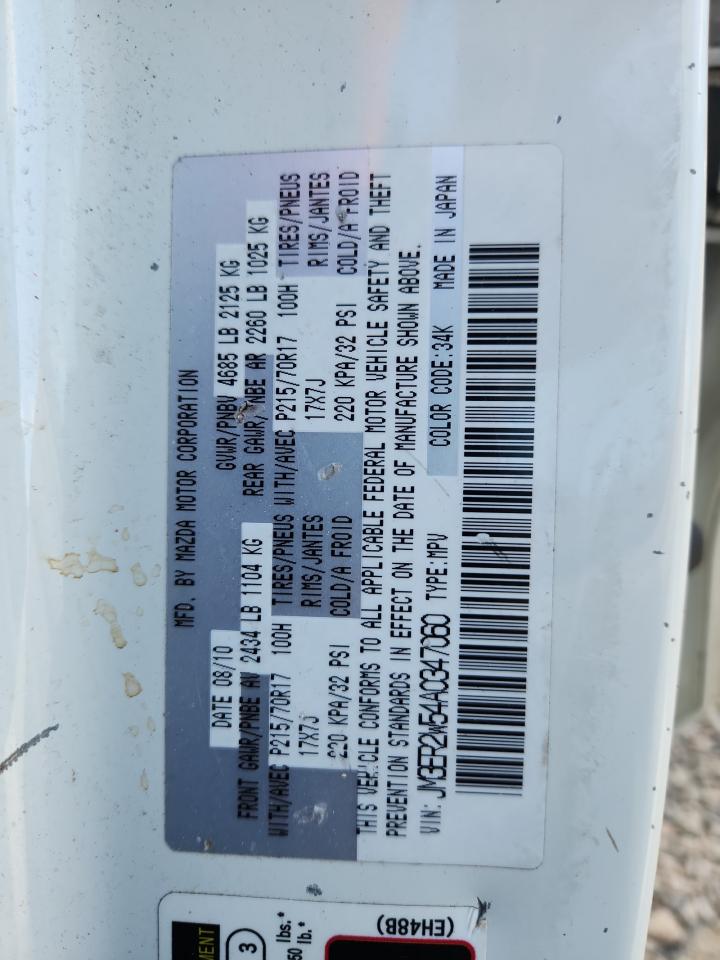 MFD. BY MAZDA MOTOR CORPORATION
DATE 08/10 GVWR/PNBV 4685 LB 2125 KG
FRONT GAWR/PNBE AV 2434 LB 1104 KG REAR GAWR/PNBE AR 2260 LB 1025 KG
WITH/AVEC P215/70R17 100H TIRES/PNEUS WITH/AVEC P215/70R17 100H TIRES/PNEUS
17X7J RIMS/JANTES 17X7J RIMS/JANTES
220 KPA/32 PSI COLD/A FROID 220 KPA/32 PSI COLD/A FROID
THIS VEHICLE CONFORMS TO ALL APPLICABLE FEDERAL MOTOR VEHICLE SAFETY AND THEFT
PREVENTION STANDARDS IN EFFECT ON THE DATE OF MANUFACTURE SHOWN ABOVE.
VIN: JM3ER2W54A0347060 TYPE:MPV COLOR CODE:34K MADE IN JAPAN
MENT
3
lbs.*
50 lb.*
(EH48B)